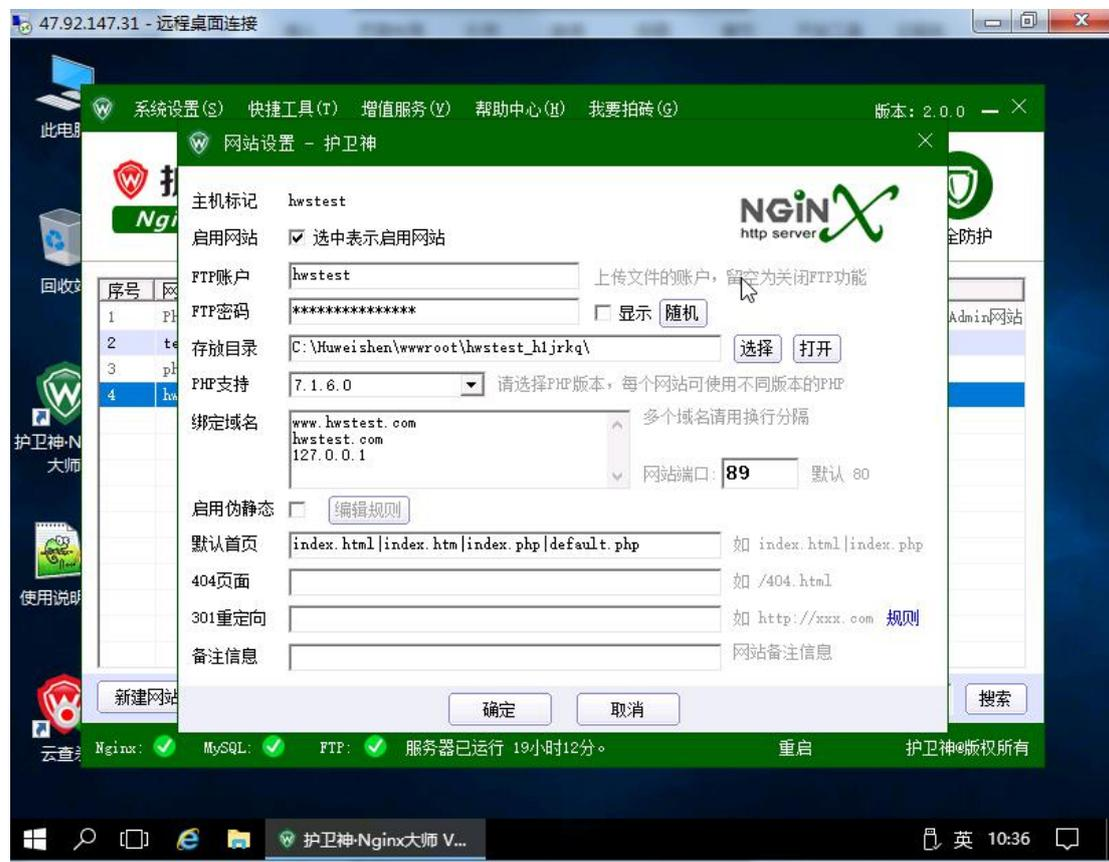 47.92.147.31 - 远程桌面连接
此电脑
系统设置(S) 快捷工具(T) 增值服务(V) 帮助中心(H) 我要拍砖(G) 版本: 2.0.0
网站设置 - 护卫神
主机标记 hwstest
NGiNX
http server
启用网站 选中表示启用网站
全防护
回收站
FTP账户 hwstest 上传文件的账户，留空为关闭FTP功能
序号
FTP密码 *************** 显示 随机
1 Admin网站
存放目录 C:\Huweishen\wwwroot\hwstest_h1jrkq\ 选择 打开
2 te
3 ph
PHP支持 7.1.6.0 请选择PHP版本，每个网站可使用不同版本的PHP
4 hw
绑定域名 www.hwstest.com
hwstest.com
127.0.0.1
多个域名请用换行分隔
网站端口: 89 默认 80
护卫神·N
大师
启用伪静态 编辑规则
默认首页 index.html|index.htm|index.php|default.php 如 index.html|index.php
404页面 如 /404.html
使用说明
301重定向 如 http://xxx.com 规则
备注信息 网站备注信息
新建网站 确定 取消 搜索
云查杀
Nginx: MySQL: FTP: 服务器已运行 19小时12分。 重启 护卫神®版权所有
护卫神·Nginx大师 V... 英 10:36